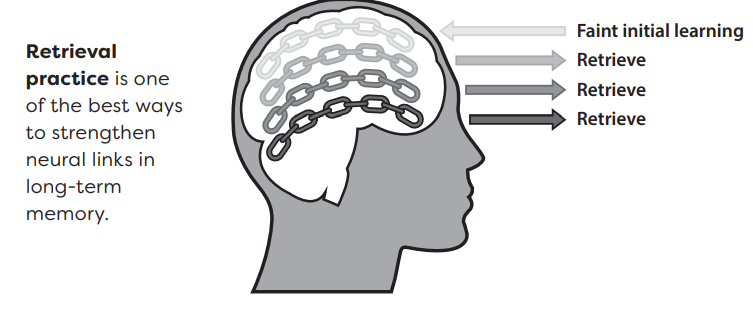 Retrieval
practice is one
of the best ways
to strengthen
neural links in
long-term
memory.
Faint initial learning
Retrieve
Retrieve
Retrieve